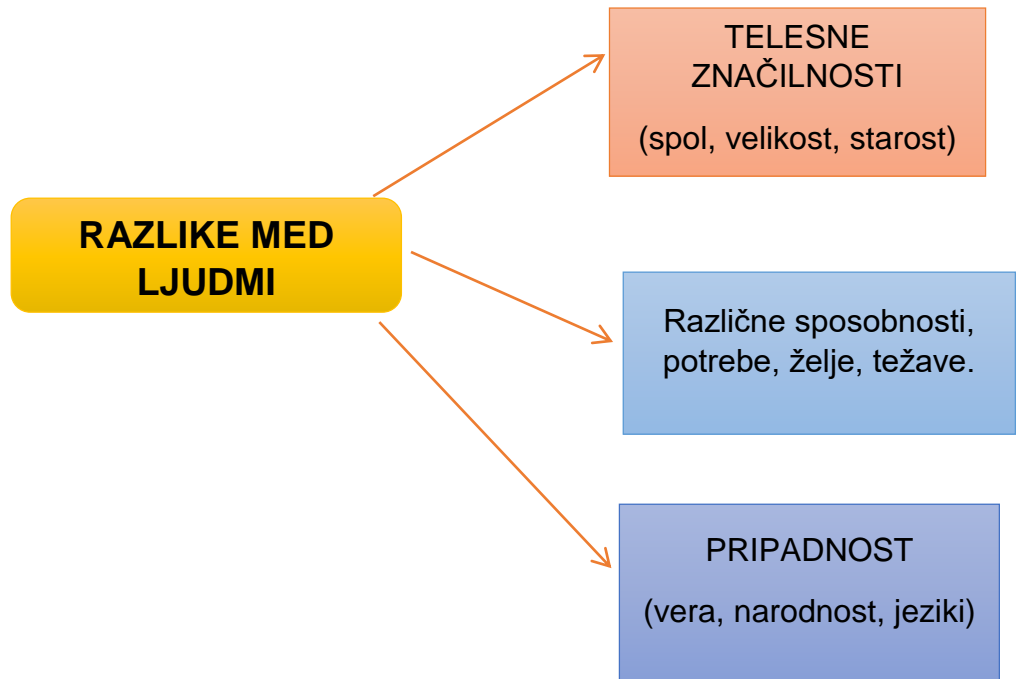 RAZLIKE MED
LJUDMI
TELESNE
ZNAČILNOSTI
(spol, velikost, starost)
Različne sposobnosti,
potrebe, želje, težave.
PRIPADNOST
(vera, narodnost, jeziki)